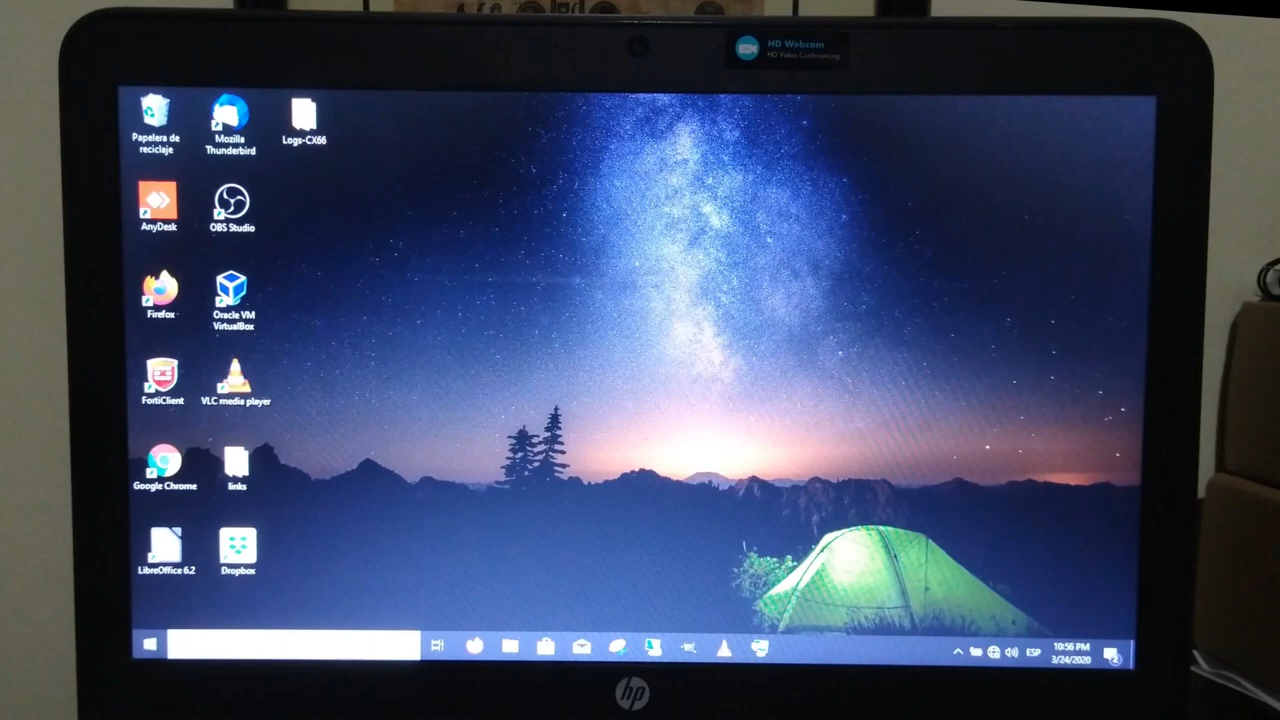 HD Webcam
HD Video Conferencing
Papelera de
reciclaje
Mozilla
Thunderbird
Logs-CX66
AnyDesk
OBS Studio
Firefox
Oracle VM
VirtualBox
FortiClient
VLC media player
Google Chrome
links
LibreOffice 6.2
Dropbox
ESP
10:56 PM
3/24/2020
2
hp